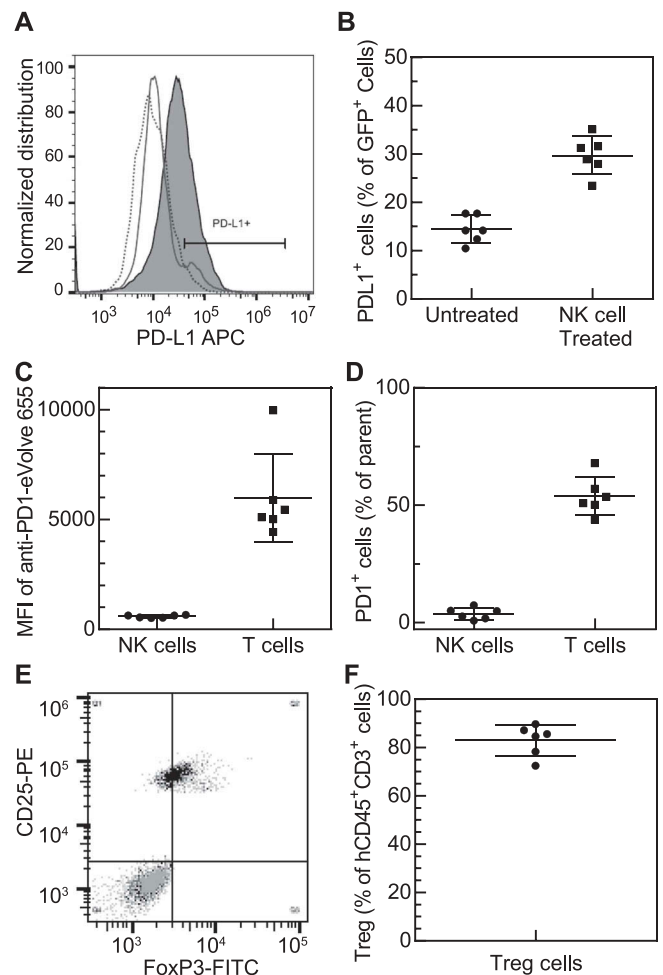 A
Normalized distribution
100
80
60
40
20
0
PD-L1+
10³ 10⁴ 10⁵ 10⁶ 10⁷
PD-L1 APC
B
PDL1⁺ cells (% of GFP⁺ Cells)
50
40
30
20
10
0
Untreated NK cell
Treated
C
MFI of anti-PD1-eVolve 655
10000
5000
0
NK cells T cells
D
PD1⁺ cells (% of parent)
100
50
0
NK cells T cells
E
CD25-PE
10⁶
10⁵
10⁴
10³
10³ 10⁴ 10⁵
FoxP3-FITC
F
Treg (% of hCD45⁺CD3⁺ cells)
100
80
60
40
20
0
Treg cells